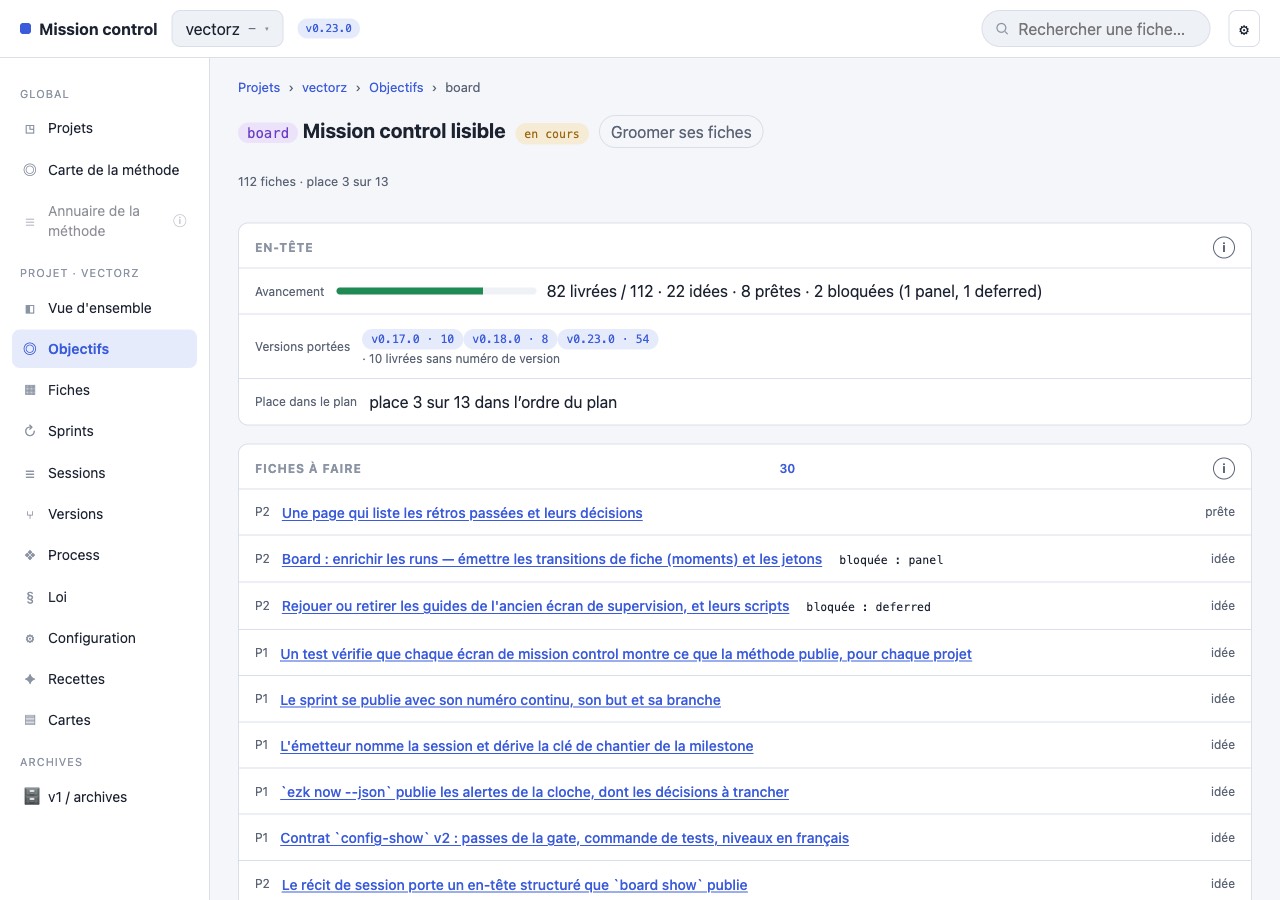 Mission control
vectorz –
v0.23.0
Rechercher une fiche...
GLOBAL
Projets
Carte de la méthode
Annuaire de la
méthode
PROJET · VECTORZ
Vue d'ensemble
Objectifs
Fiches
Sprints
Sessions
Versions
Process
§ Loi
Configuration
Recettes
Cartes
ARCHIVES
v1 / archives
Projets › vectorz › Objectifs › board
board Mission control lisible en cours Groomer ses fiches
112 fiches · place 3 sur 13
EN-TÊTE
Avancement 82 livrées / 112 · 22 idées · 8 prêtes · 2 bloquées (1 panel, 1 deferred)
Versions portées v0.17.0 · 10 v0.18.0 · 8 v0.23.0 · 54
· 10 livrées sans numéro de version
Place dans le plan place 3 sur 13 dans l’ordre du plan
FICHES À FAIRE 30
P2 Une page qui liste les rétros passées et leurs décisions prête
P2 Board : enrichir les runs — émettre les transitions de fiche (moments) et les jetons bloquée : panel idée
P2 Rejouer ou retirer les guides de l'ancien écran de supervision, et leurs scripts bloquée : deferred idée
P1 Un test vérifie que chaque écran de mission control montre ce que la méthode publie, pour chaque projet idée
P1 Le sprint se publie avec son numéro continu, son but et sa branche idée
P1 L'émetteur nomme la session et dérive la clé de chantier de la milestone idée
P1 `ezk now --json` publie les alertes de la cloche, dont les décisions à trancher idée
P1 Contrat `config-show` v2 : passes de la gate, commande de tests, niveaux en français idée
P2 Le récit de session porte un en-tête structuré que `board show` publie idée